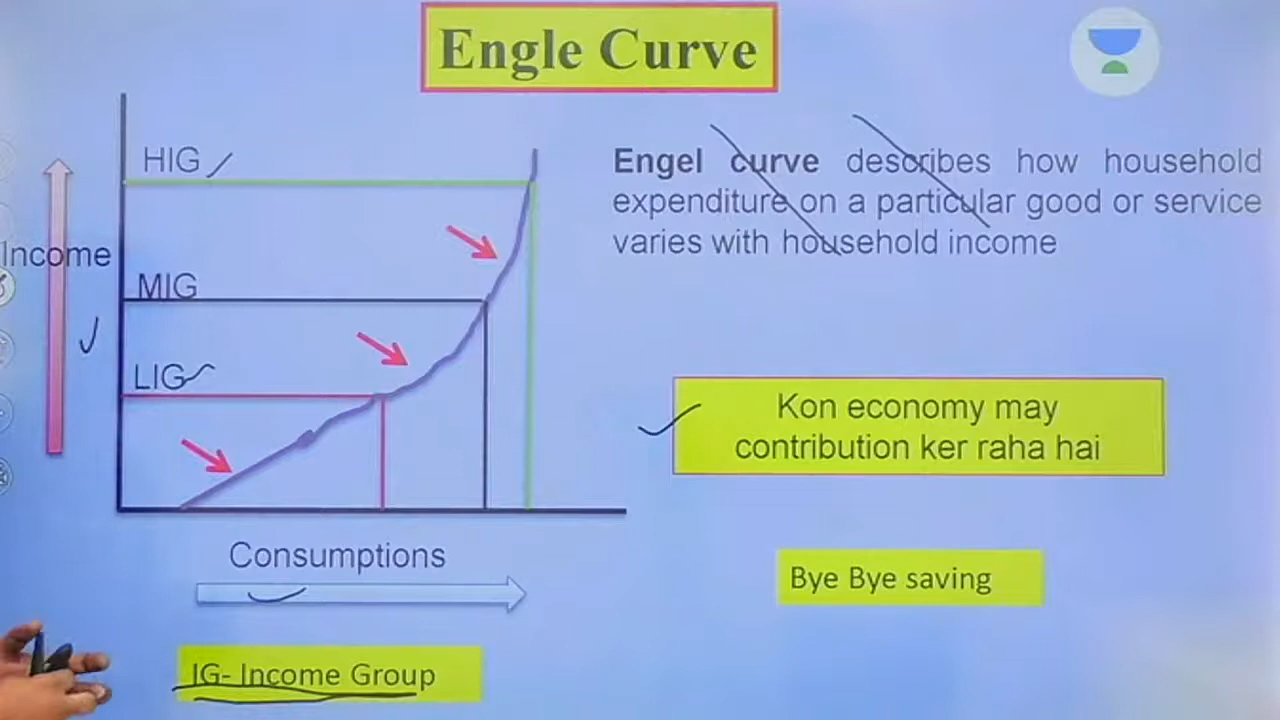 Engle Curve
HIG
Engel curve describes how household
expenditure on a particular good or service
varies with household income
Income
MIG
LIG
Kon economy may
contribution ker raha hai
Consumptions
Bye Bye saving
IG- Income Group